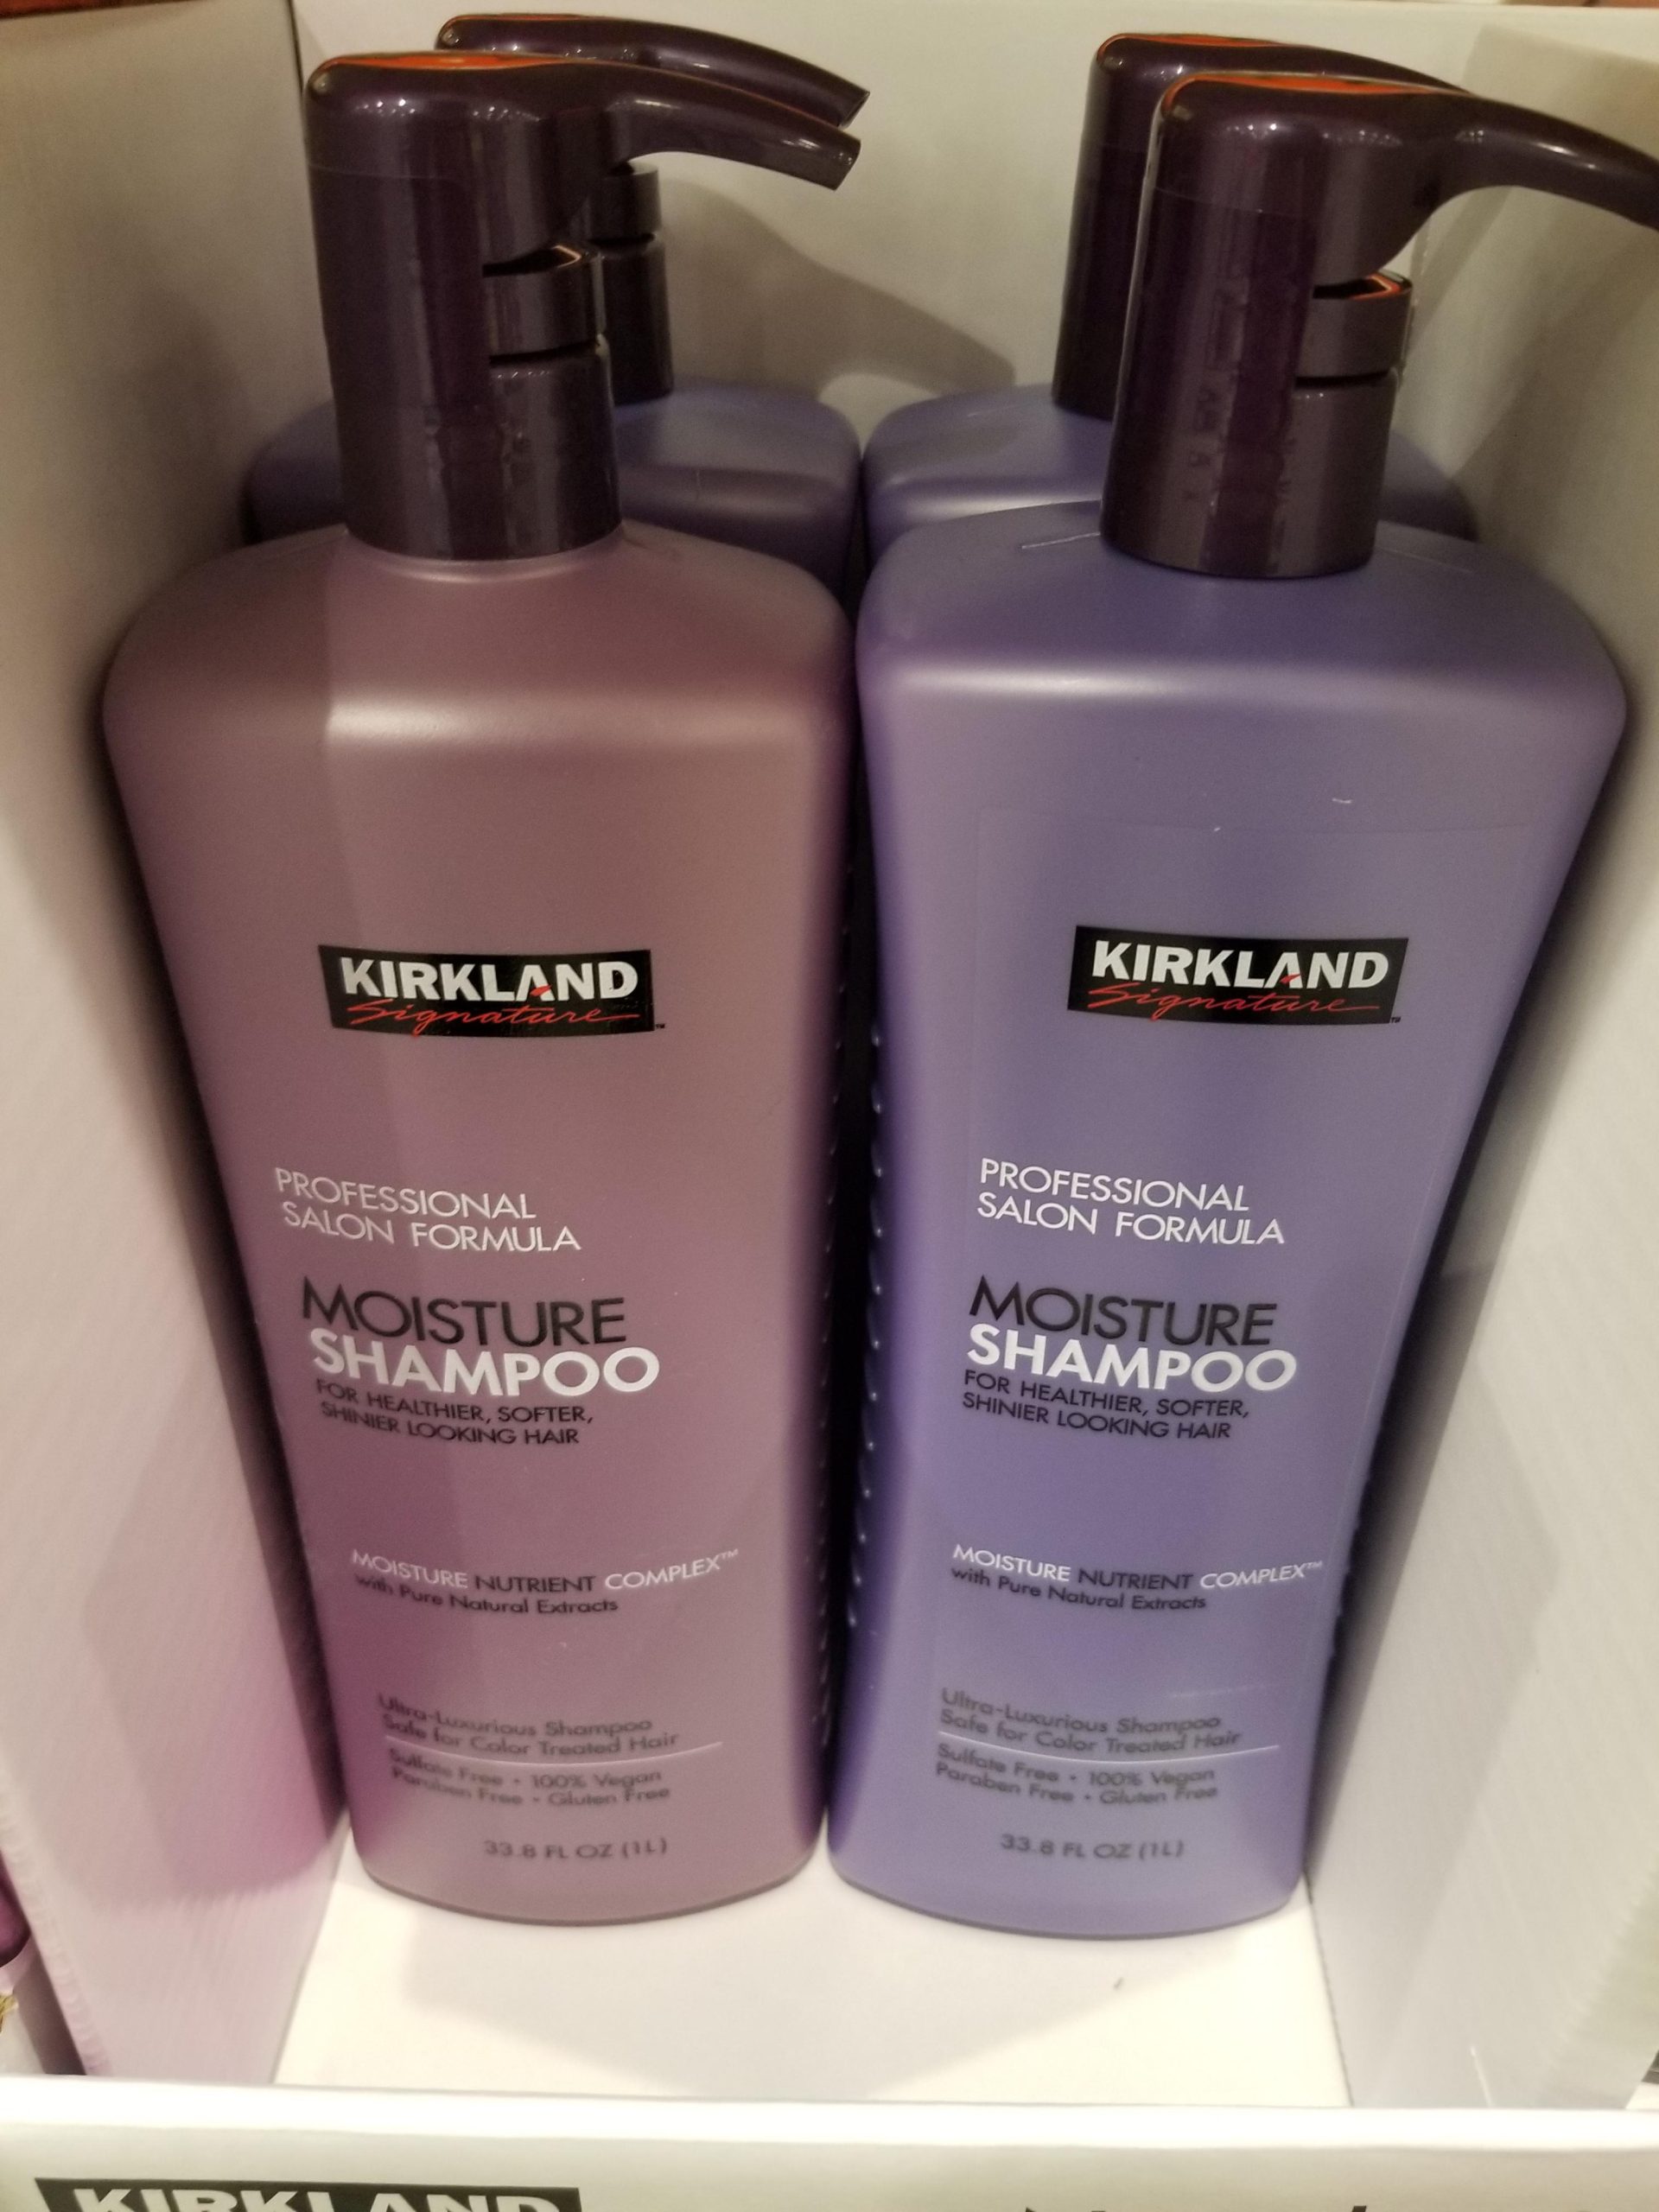 KIRKLAND
Signature™
PROFESSIONAL
SALON FORMULA
MOISTURE
SHAMPOO
FOR HEALTHIER, SOFTER,
SHINIER LOOKING HAIR
MOISTURE NUTRIENT COMPLEX™
with Pure Natural Extracts
Ultra-Luxurious Shampoo
Safe for Color Treated Hair
Sulfate Free • 100% Vegan
Paraben Free • Gluten Free
33.8 FL OZ (1L)
KIRKLAND
Signature™
PROFESSIONAL
SALON FORMULA
MOISTURE
SHAMPOO
FOR HEALTHIER, SOFTER,
SHINIER LOOKING HAIR
MOISTURE NUTRIENT COMPLEX™
with Pure Natural Extracts
Ultra-Luxurious Shampoo
Safe for Color Treated Hair
Sulfate Free • 100% Vegan
Paraben Free • Gluten Free
33.8 FL OZ (1L)
KIRKLAND